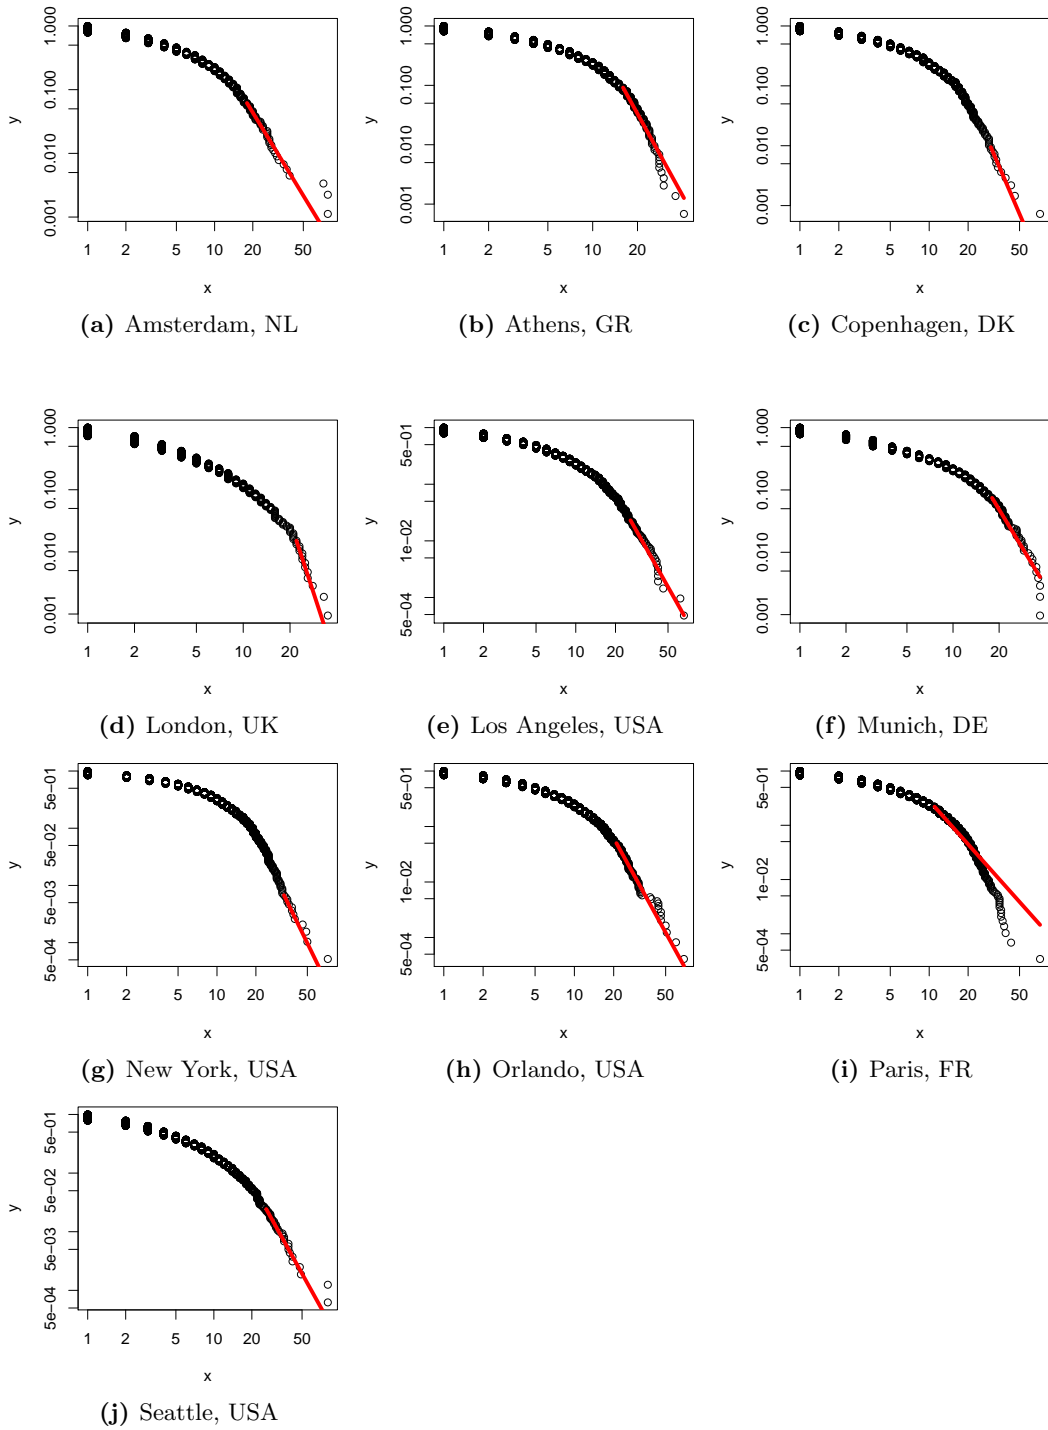 1.000 1.000 1.000
0.100 0.100 0.100
0.010 0.010 0.010
0.001 0.001 0.001
y y y
1 2 5 10 20 50 1 2 5 10 20 1 2 5 10 20 50
x x x
(a) Amsterdam, NL (b) Athens, GR (c) Copenhagen, DK
1.000 5e−01 1.000
0.100 0.100
0.010 1e−02 0.010
0.001 5e−04 0.001
y y y
1 2 5 10 20 1 2 5 10 20 50 1 2 5 10 20
x x x
(d) London, UK (e) Los Angeles, USA (f) Munich, DE
5e−01 5e−01 5e−01
5e−02 1e−02 1e−02
5e−03
5e−04 5e−04 5e−04
y y y
1 2 5 10 20 50 1 2 5 10 20 50 1 2 5 10 20 50
x x x
(g) New York, USA (h) Orlando, USA (i) Paris, FR
5e−01
5e−02
5e−03
5e−04
y
1 2 5 10 20 50
x
(j) Seattle, USA